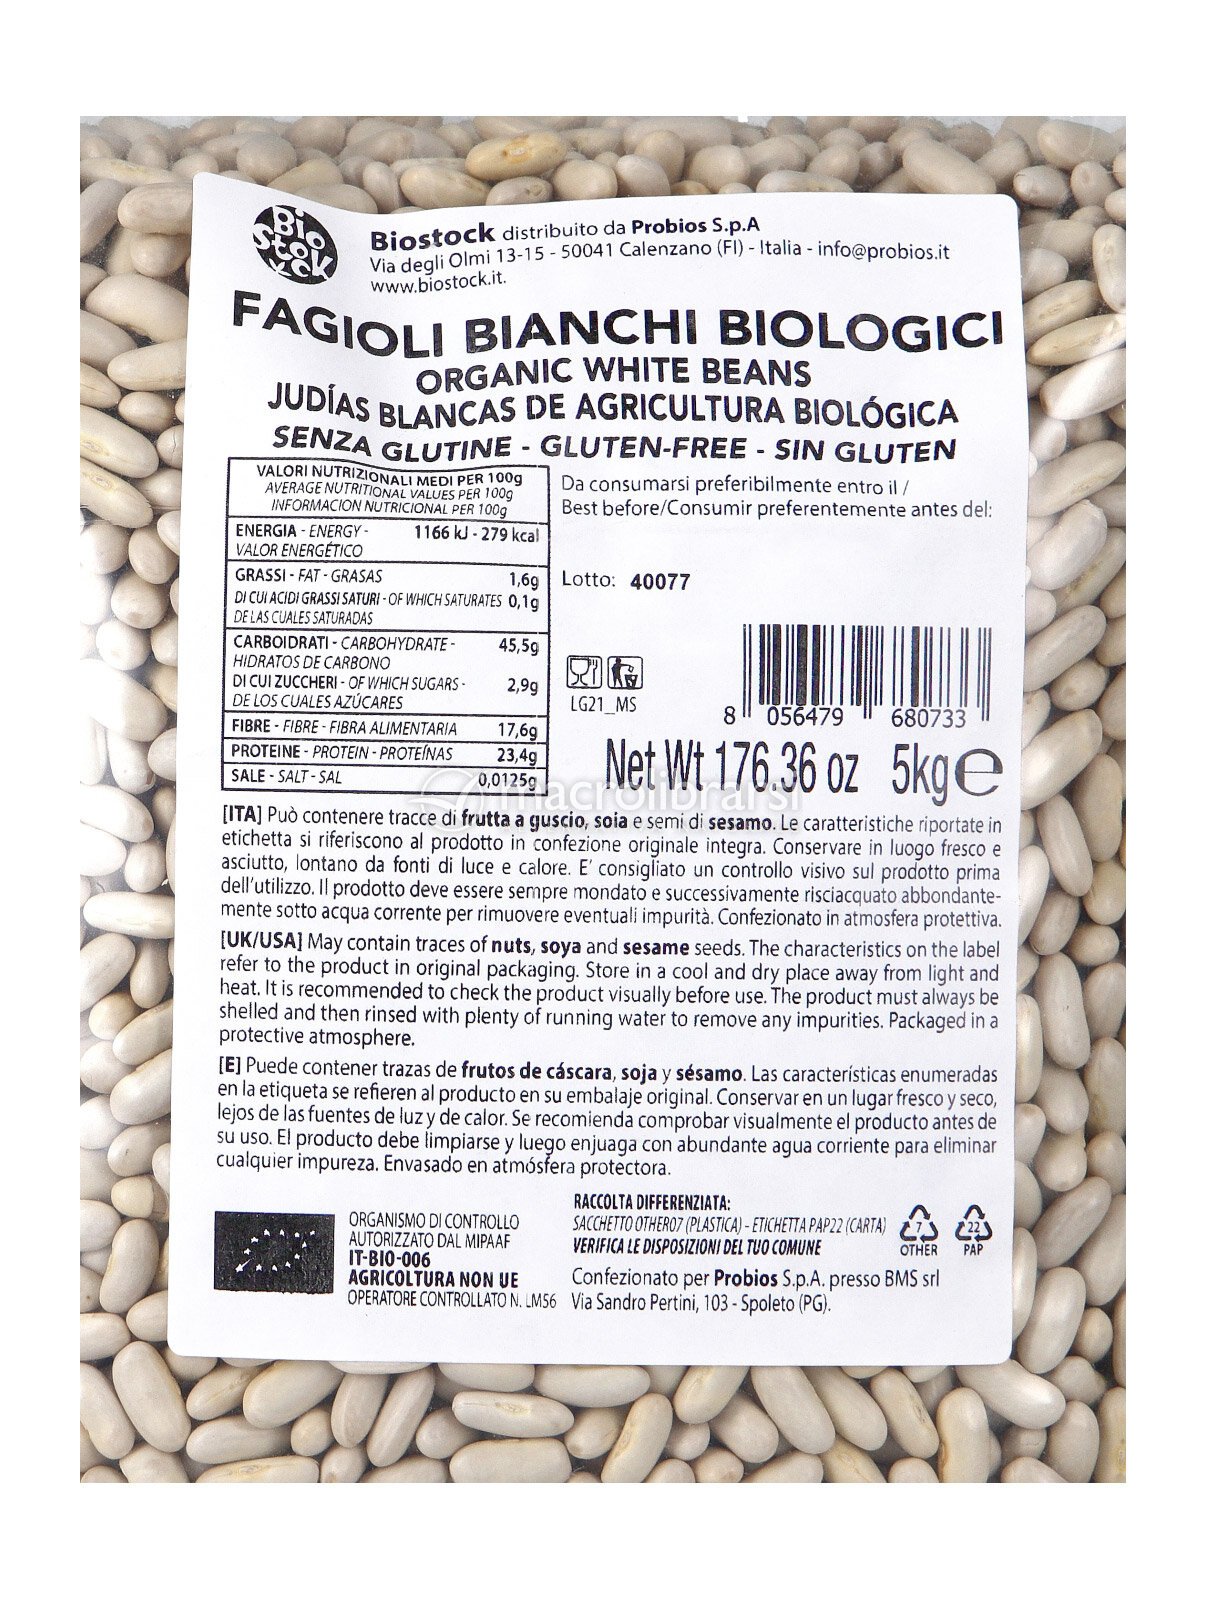 Bio
Stock
Biostock distribuito da Probios S.p.A
Via degli Olmi 13-15 - 50041 Calenzano (FI) - Italia - info@probios.it
www.biostock.it.
FAGIOLI BIANCHI BIOLOGICI
ORGANIC WHITE BEANS
JUDÍAS BLANCAS DE AGRICULTURA BIOLÓGICA
SENZA GLUTINE - GLUTEN-FREE - SIN GLUTEN
VALORI NUTRIZIONALI MEDI PER 100g
AVERAGE NUTRITIONAL VALUES PER 100g
INFORMACION NUTRICIONAL PER 100g
ENERGIA - ENERGY - 1166 kJ - 279 kcal
VALOR ENERGÉTICO
GRASSI - FAT - GRASAS 1,6g
DI CUI ACIDI GRASSI SATURI - OF WHICH SATURATES 0,1g
DE LAS CUALES SATURADAS
CARBOIDRATI - CARBOHYDRATE - 45,5g
HIDRATOS DE CARBONO
DI CUI ZUCCHERI - OF WHICH SUGARS - 2,9g
DE LOS CUALES AZÚCARES
FIBRE - FIBRE - FIBRA ALIMENTARIA 17,6g
PROTEINE - PROTEIN - PROTEÍNAS 23,4g
SALE - SALT - SAL 0,0125g
Da consumarsi preferibilmente entro il /
Best before/Consumir preferentemente antes del:
Lotto: 40077
LG21_MS
8 056479 680733
Net Wt 176.36 oz 5kg e
macrolibrarsi
[ITA] Può contenere tracce di frutta a guscio, soia e semi di sesamo. Le caratteristiche riportate in
etichetta si riferiscono al prodotto in confezione originale integra. Conservare in luogo fresco e
asciutto, lontano da fonti di luce e calore. E' consigliato un controllo visivo sul prodotto prima
dell'utilizzo. Il prodotto deve essere sempre mondato e successivamente risciacquato abbondante-
mente sotto acqua corrente per rimuovere eventuali impurità. Confezionato in atmosfera protettiva.
[UK/USA] May contain traces of nuts, soya and sesame seeds. The characteristics on the label
refer to the product in original packaging. Store in a cool and dry place away from light and
heat. It is recommended to check the product visually before use. The product must always be
shelled and then rinsed with plenty of running water to remove any impurities. Packaged in a
protective atmosphere.
[E] Puede contener trazas de frutos de cáscara, soja y sésamo. Las características enumeradas
en la etiqueta se refieren al producto en su embalaje original. Conservar en un lugar fresco y seco,
lejos de las fuentes de luz y de calor. Se recomienda comprobar visualmente el producto antes de
su uso. El producto debe limpiarse y luego enjuaga con abundante agua corriente para eliminar
cualquier impureza. Envasado en atmósfera protectora.
ORGANISMO DI CONTROLLO
AUTORIZZATO DAL MIPAAF
IT-BIO-006
AGRICOLTURA NON UE
OPERATORE CONTROLLATO N. LM56
RACCOLTA DIFFERENZIATA:
SACCHETTO OTHER07 (PLASTICA) - ETICHETTA PAP22 (CARTA)
VERIFICA LE DISPOSIZIONI DEL TUO COMUNE
7
OTHER
22
PAP
Confezionato per Probios S.p.A. presso BMS srl
Via Sandro Pertini, 103 - Spoleto (PG).